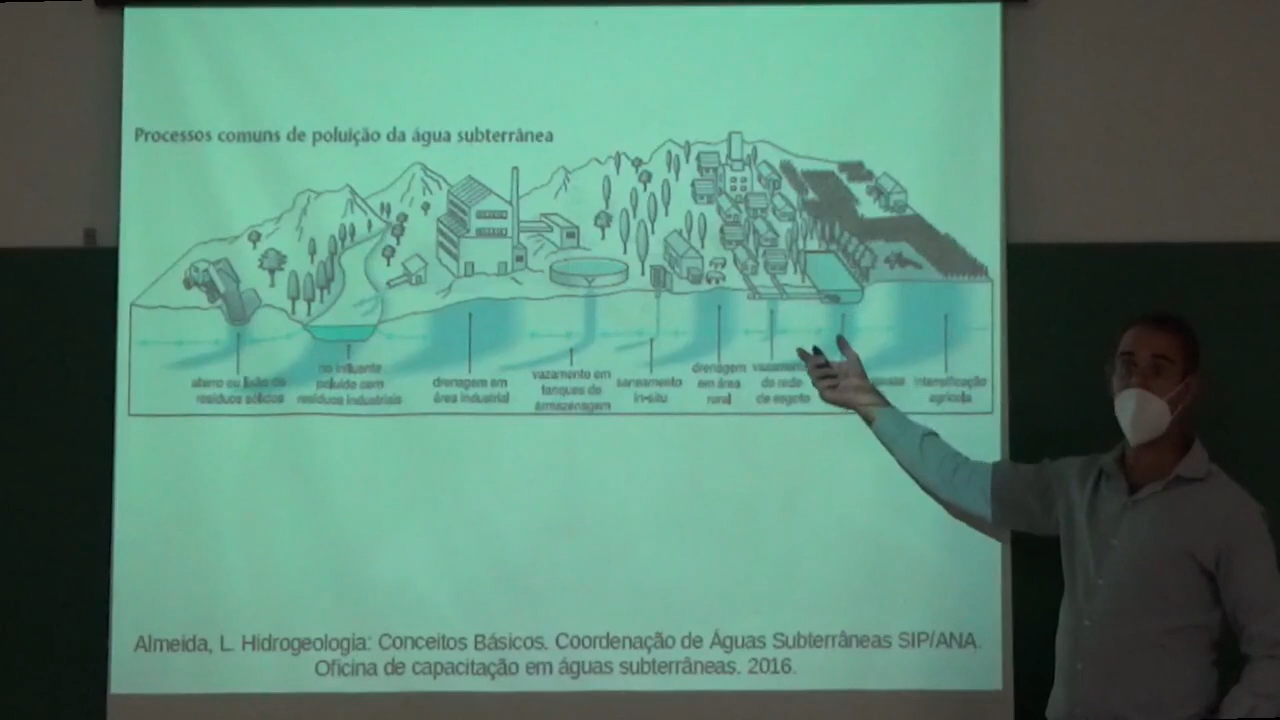 Processos comuns de poluição da água subterrânea
aterro ou lixão de
resíduos sólidos
rio influente
poluído com
resíduos industriais
drenagem em
área industrial
vazamento em
tanques de
armazenagem
saneamento
in-situ
drenagem
em área
rural
vazamento
da rede
de esgoto
intensificação
agrícola
Almeida, L. Hidrogeologia: Conceitos Básicos. Coordenação de Águas Subterrâneas SIP/ANA.
Oficina de capacitação em águas subterrâneas. 2016.